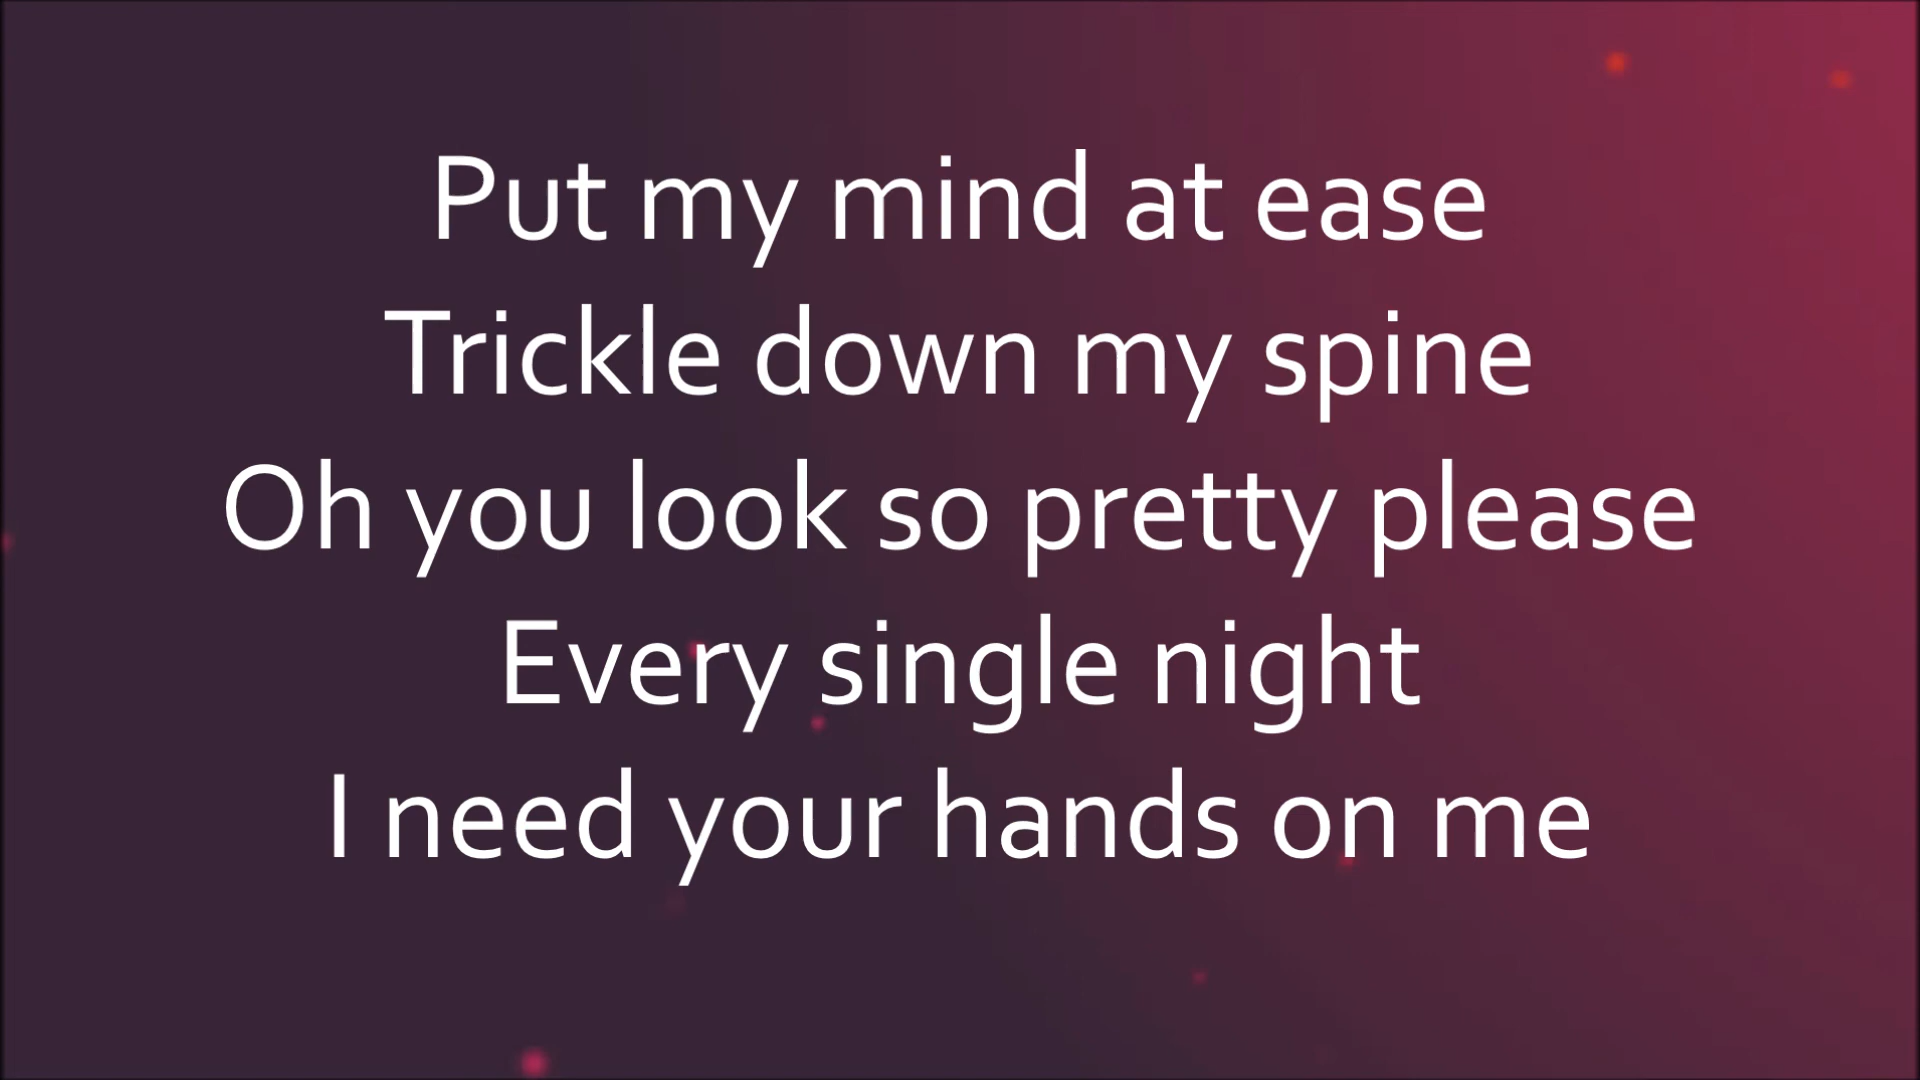 Put my mind at ease
Trickle down my spine
Oh you look so pretty please
Every single night
I need your hands on me